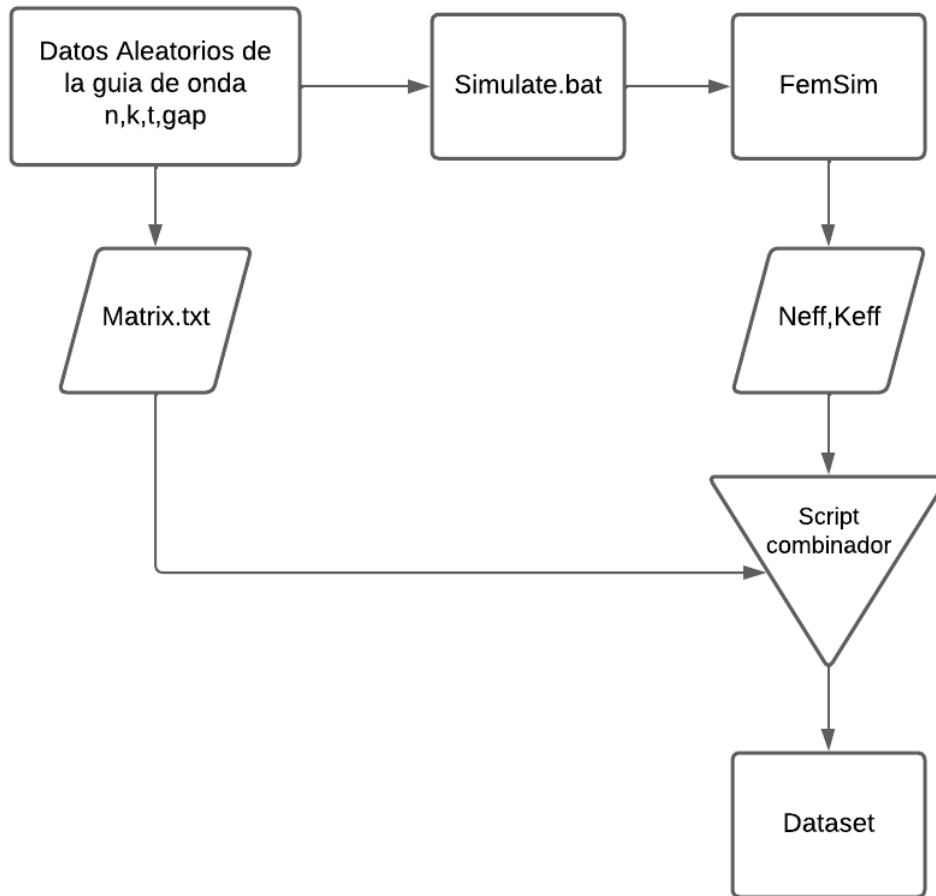 Datos Aleatorios de
la guia de onda
n,k,t,gap
Simulate.bat
FemSim
Matrix.txt
Neff,Keff
Script
combinador
Dataset